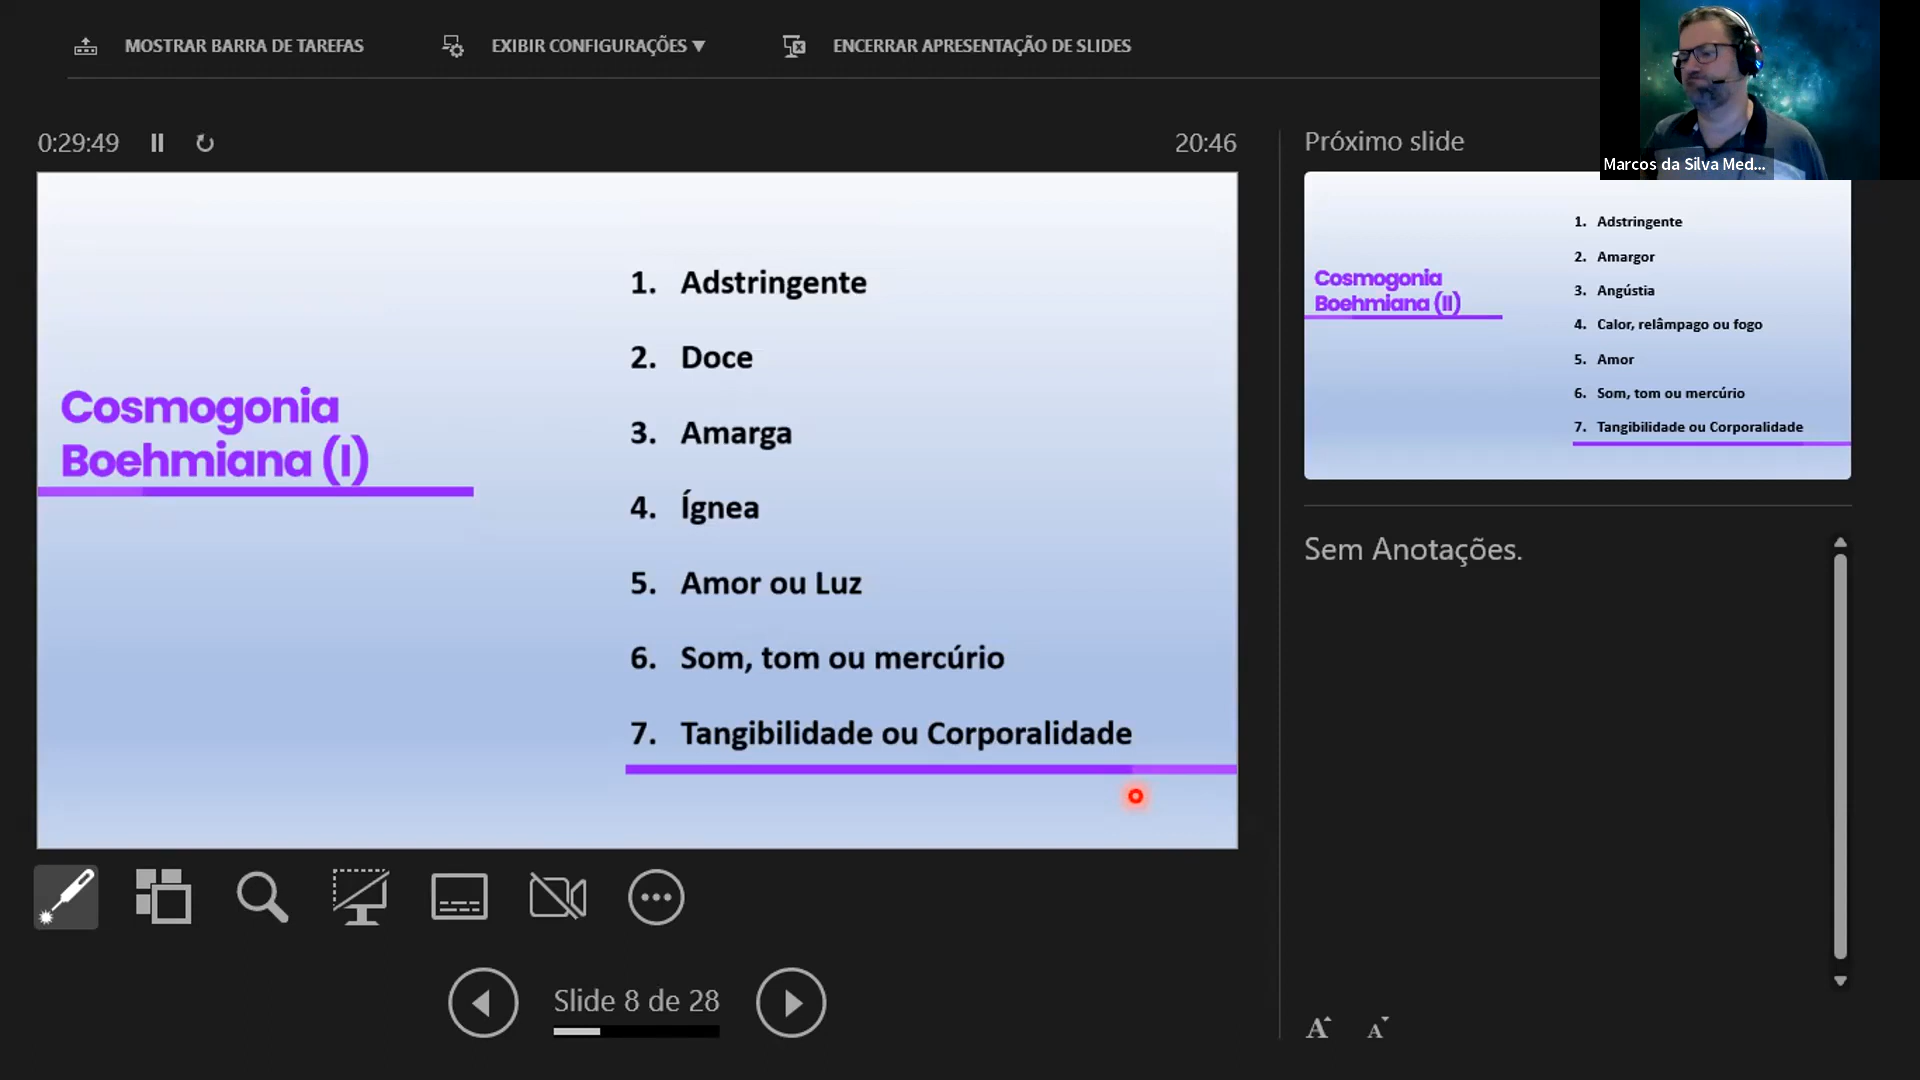 MOSTRAR BARRA DE TAREFAS
EXIBIR CONFIGURAÇÕES ▼
ENCERRAR APRESENTAÇÃO DE SLIDES
Marcos da Silva Med...
0:29:49
20:46
Próximo slide
Cosmogonia
Boehmiana (I)
1. Adstringente
2. Doce
3. Amarga
4. Ígnea
5. Amor ou Luz
6. Som, tom ou mercúrio
7. Tangibilidade ou Corporalidade
Cosmogonia
Boehmiana (II)
1. Adstringente
2. Amargor
3. Angústia
4. Calor, relâmpago ou fogo
5. Amor
6. Som, tom ou mercúrio
7. Tangibilidade ou Corporalidade
Sem Anotações.
Slide 8 de 28
A A